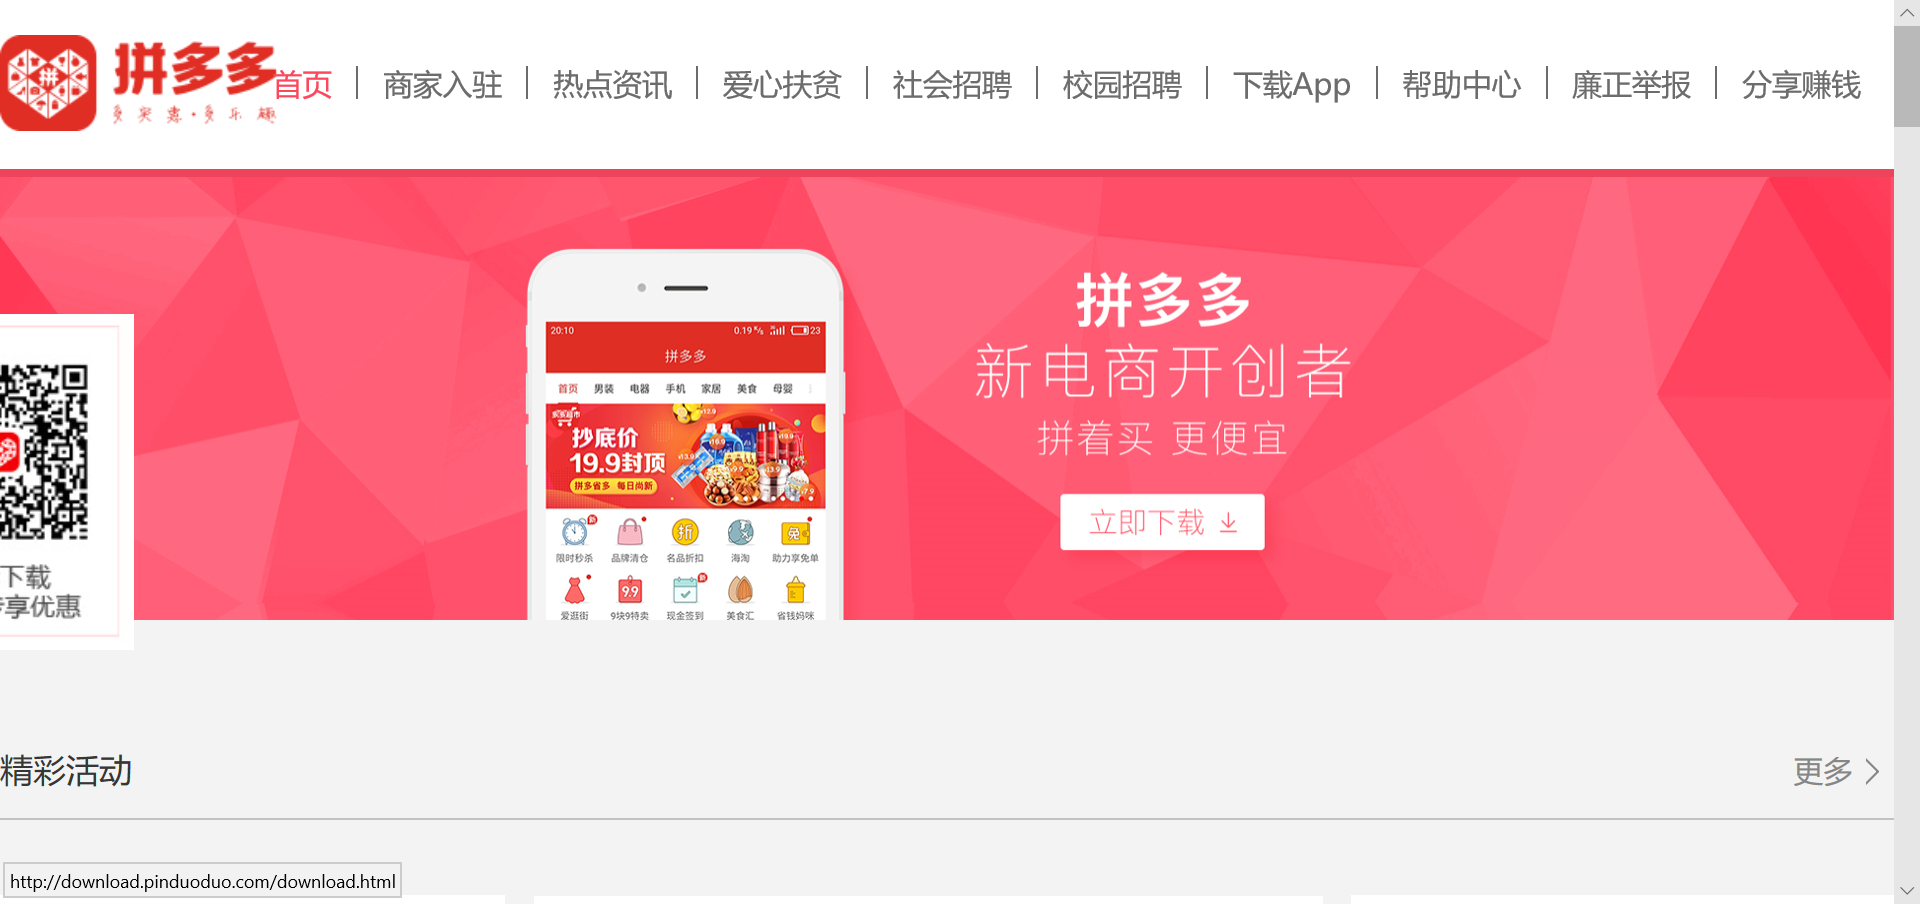 拼多多
多实惠·多乐趣
首页
商家入驻
热点资讯
爱心扶贫
社会招聘
校园招聘
下载App
帮助中心
廉正举报
分享赚钱
20:10
0.19 K/s
23
拼多多
首页 男装 电器 手机 家居 美食 母婴
抄底价
19.9封顶
拼多省多 每日尚新
限时秒杀 品牌清仓 名品折扣 海淘 助力享免单
爱逛街 9块9特卖 现金签到 美食汇 省钱妈咪
拼多多
新电商开创者
拼着买 更便宜
立即下载
下载
享优惠
精彩活动
更多
http://download.pinduoduo.com/download.html